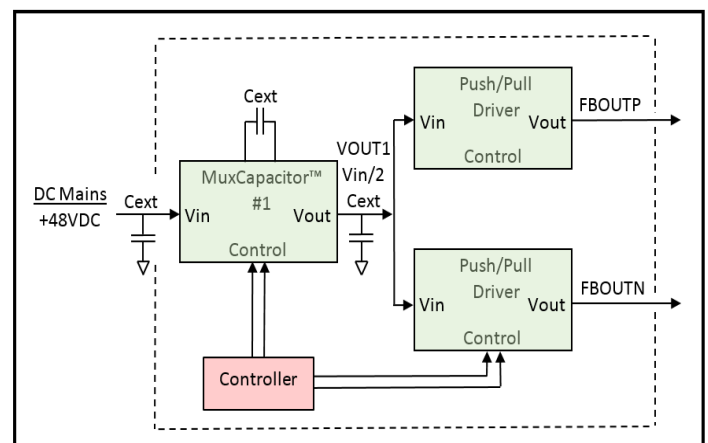 Cext
DC Mains
+48VDC
Cext
MuxCapacitor™
#1
Vin
Vout
Control
VOUT1
Vin/2
Cext
Push/Pull
Driver
Vin
Vout
Control
FBOUTP
Push/Pull
Driver
Vin
Vout
Control
FBOUTN
Controller